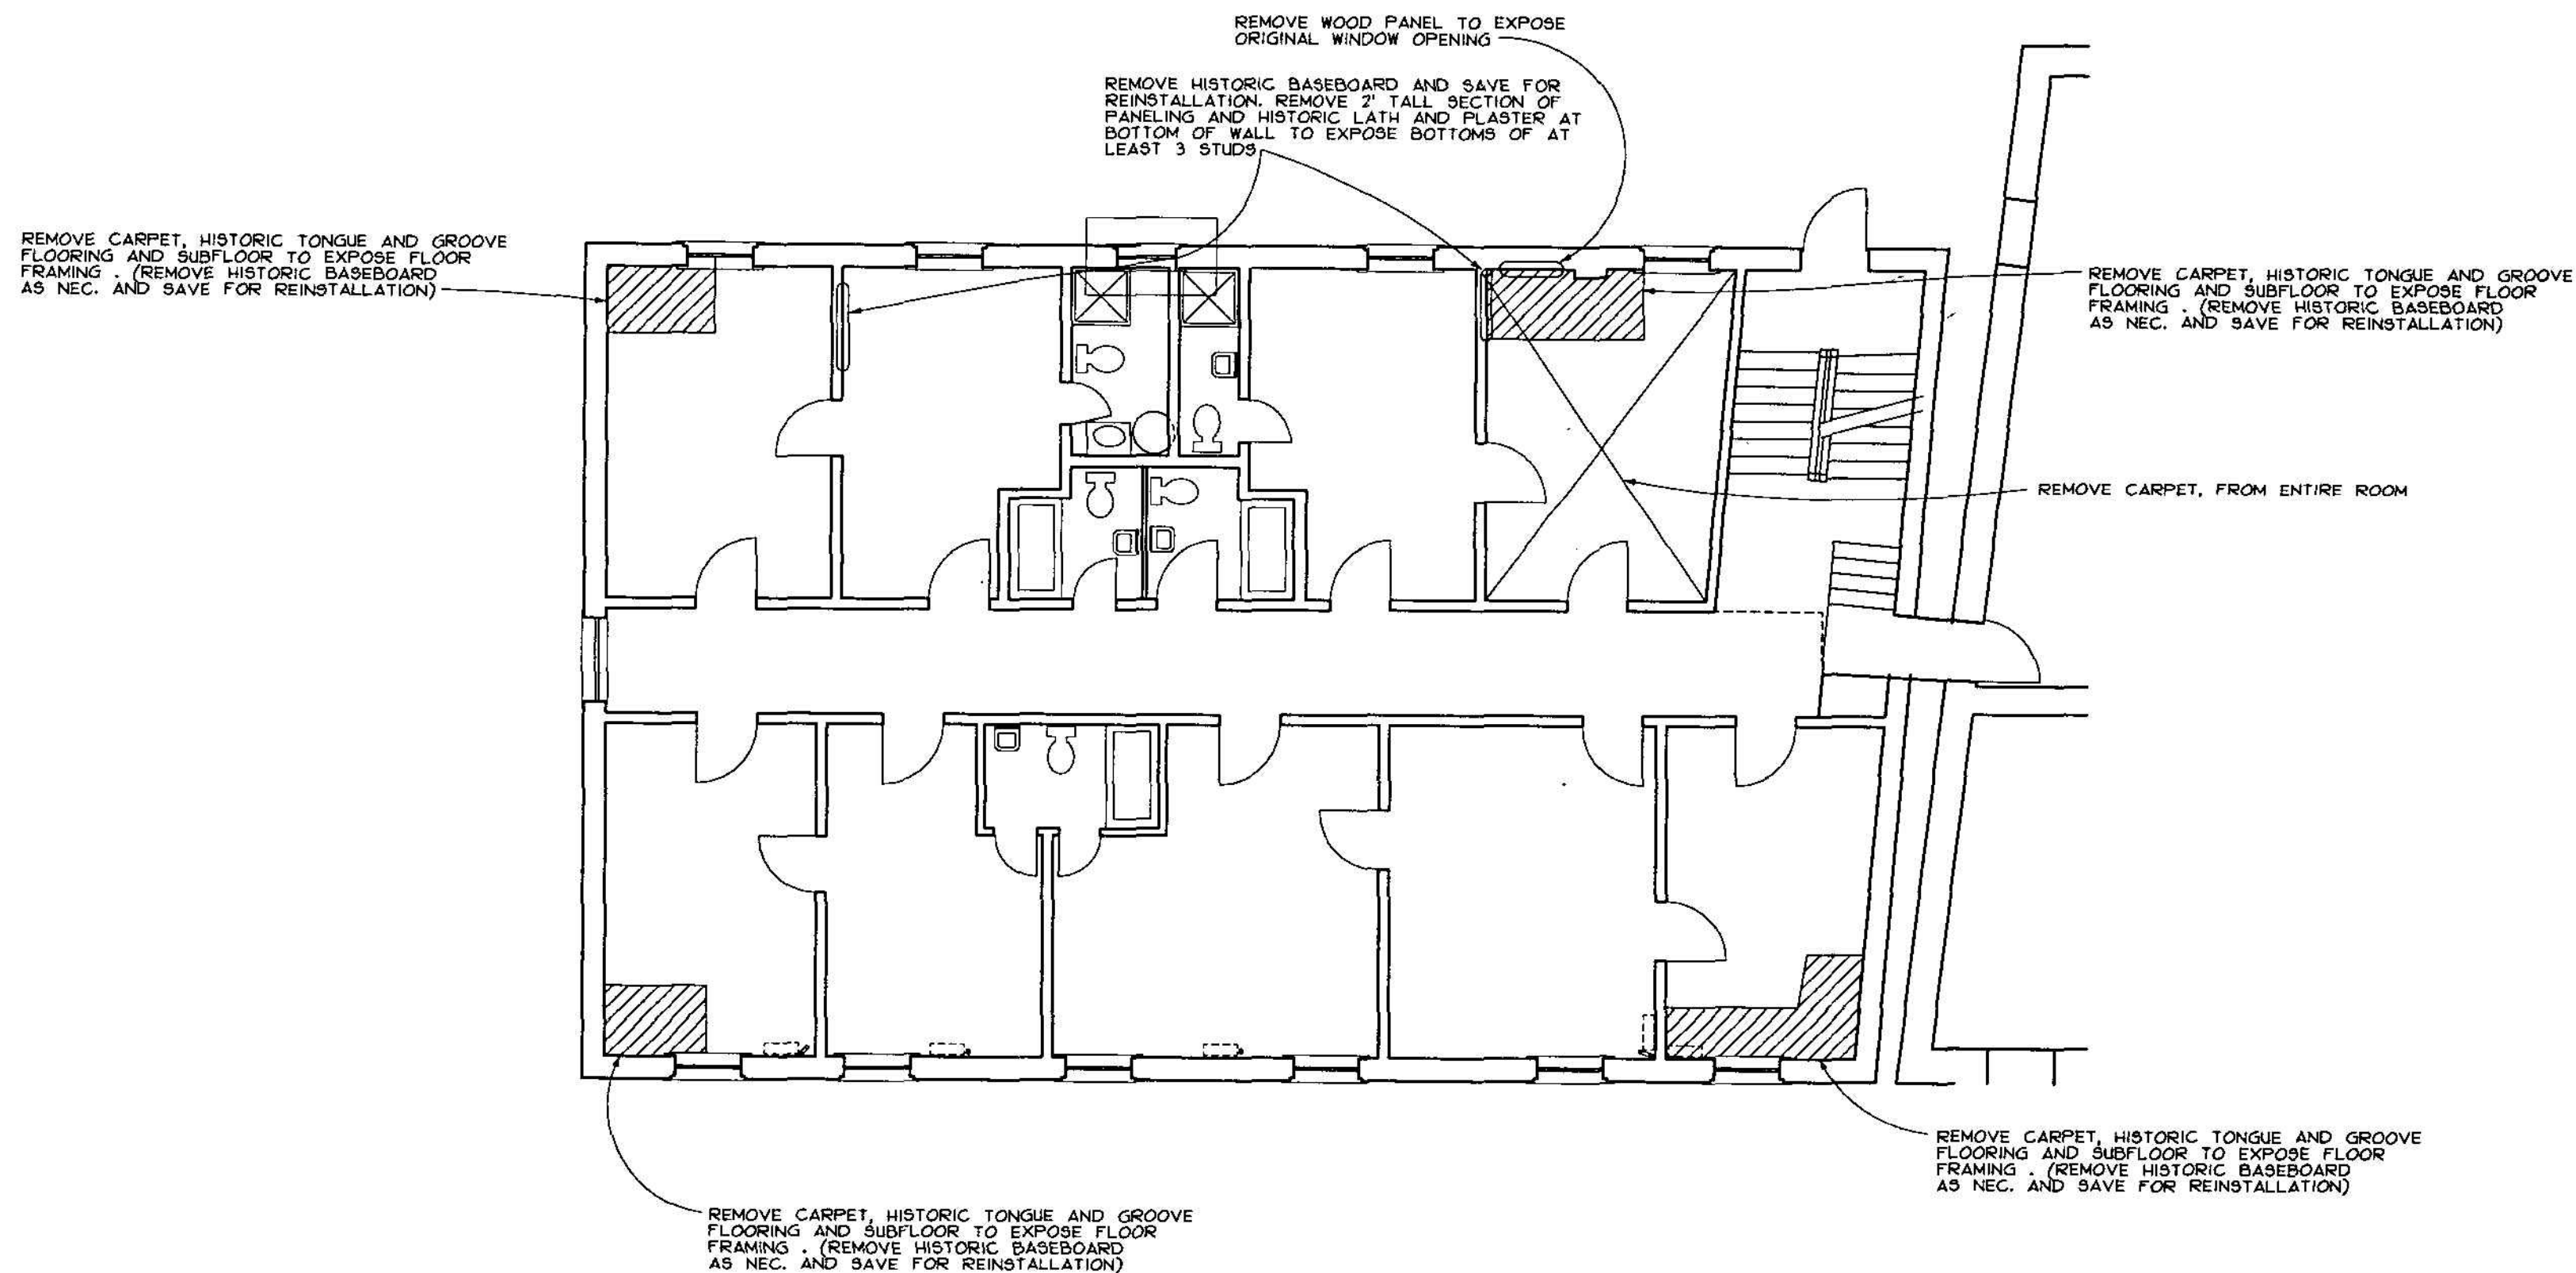 REMOVE WOOD PANEL TO EXPOSE
ORIGINAL WINDOW OPENING
REMOVE HISTORIC BASEBOARD AND SAVE FOR
REINSTALLATION. REMOVE 2' TALL SECTION OF
PANELING AND HISTORIC LATH AND PLASTER AT
BOTTOM OF WALL TO EXPOSE BOTTOMS OF AT
LEAST 3 STUDS
REMOVE CARPET, HISTORIC TONGUE AND GROOVE
FLOORING AND SUBFLOOR TO EXPOSE FLOOR
FRAMING . (REMOVE HISTORIC BASEBOARD
AS NEC. AND SAVE FOR REINSTALLATION)
REMOVE CARPET, HISTORIC TONGUE AND GROOVE
FLOORING AND SUBFLOOR TO EXPOSE FLOOR
FRAMING . (REMOVE HISTORIC BASEBOARD
AS NEC. AND SAVE FOR REINSTALLATION)
REMOVE CARPET, FROM ENTIRE ROOM
REMOVE CARPET, HISTORIC TONGUE AND GROOVE
FLOORING AND SUBFLOOR TO EXPOSE FLOOR
FRAMING . (REMOVE HISTORIC BASEBOARD
AS NEC. AND SAVE FOR REINSTALLATION)
REMOVE CARPET, HISTORIC TONGUE AND GROOVE
FLOORING AND SUBFLOOR TO EXPOSE FLOOR
FRAMING . (REMOVE HISTORIC BASEBOARD
AS NEC. AND SAVE FOR REINSTALLATION)